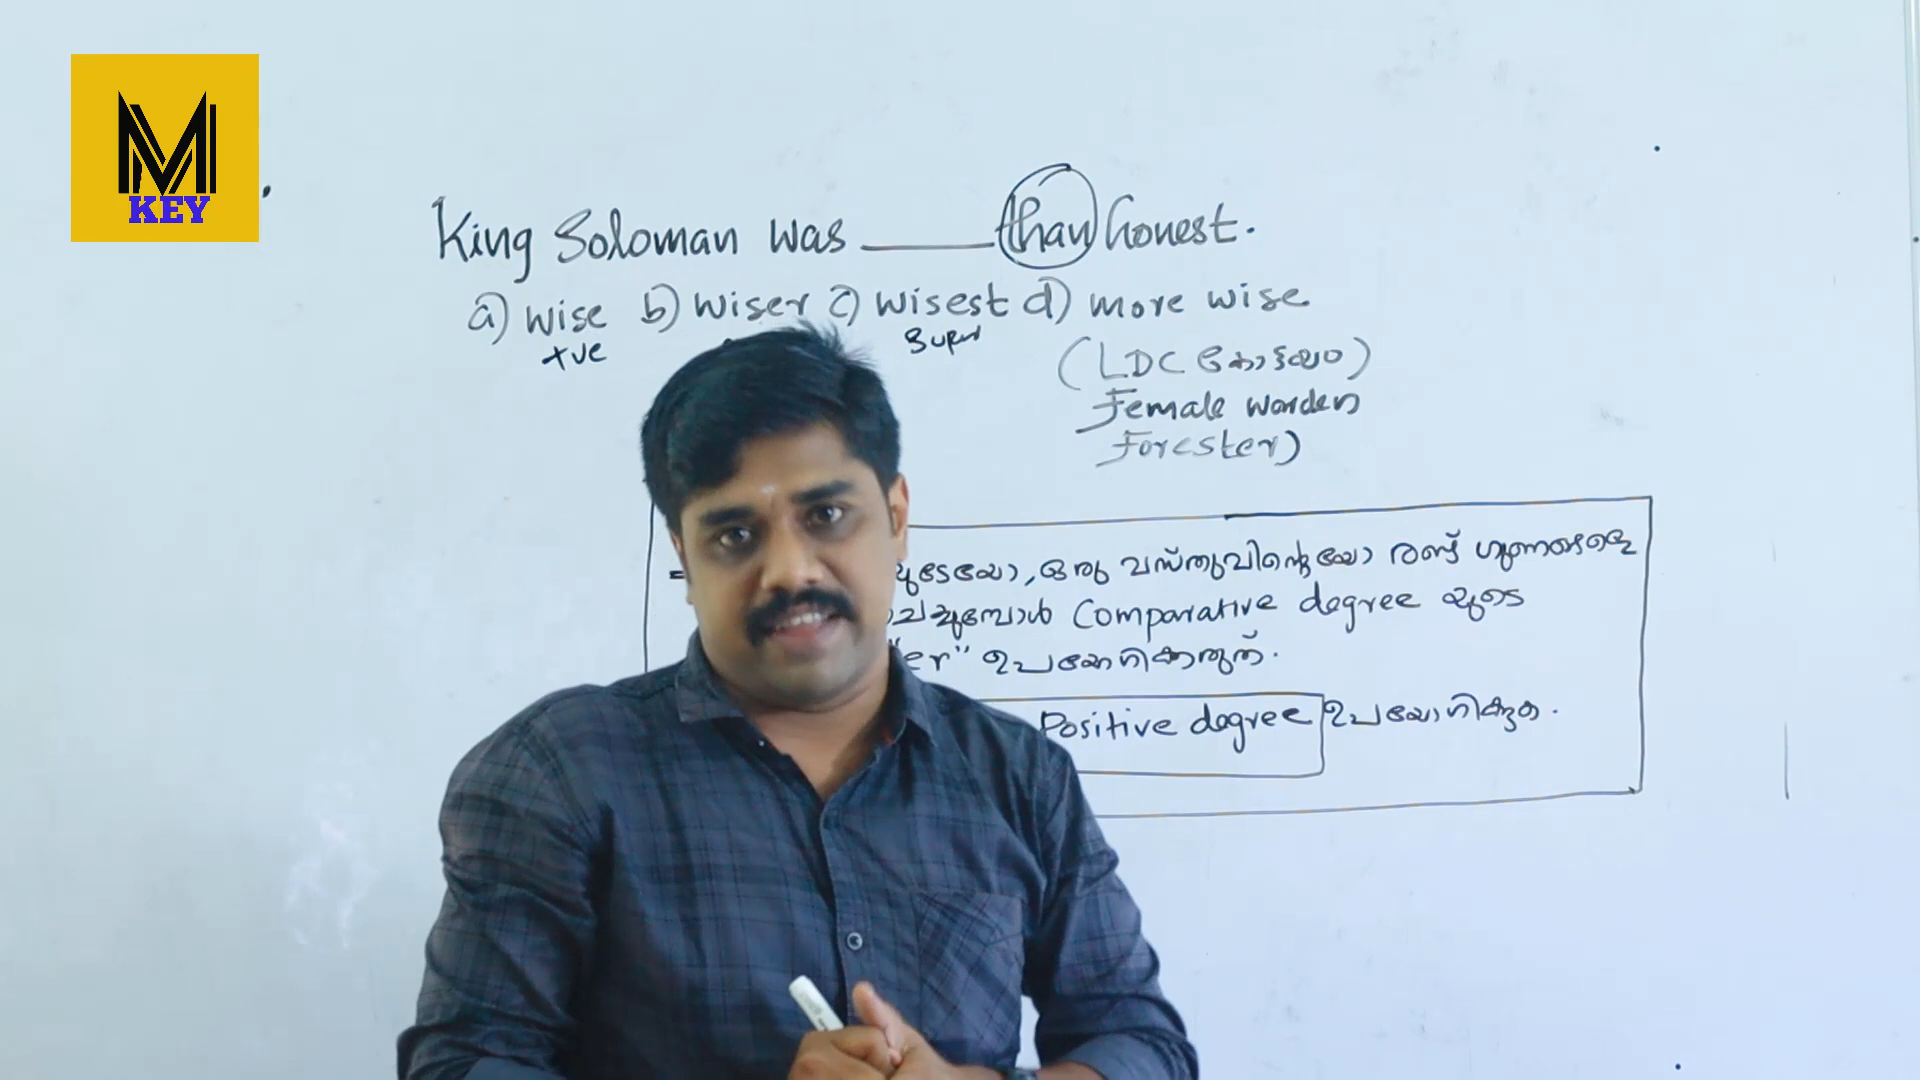 M
KEY
King Soloman was ______ than honest.
a) wise b) wiser c) wisest d) more wise
+ve
(LDC കോട്ടയം)
Female warden
Forester)
യുടേയോ, ഒരു വസ്തുവിന്റെയോ രണ്ട് ഗുണങ്ങളെ
Comparative degree യുടെ
"er" ഉപയോഗിക്കരുത്.
Positive degree ഉപയോഗിക്കുക.